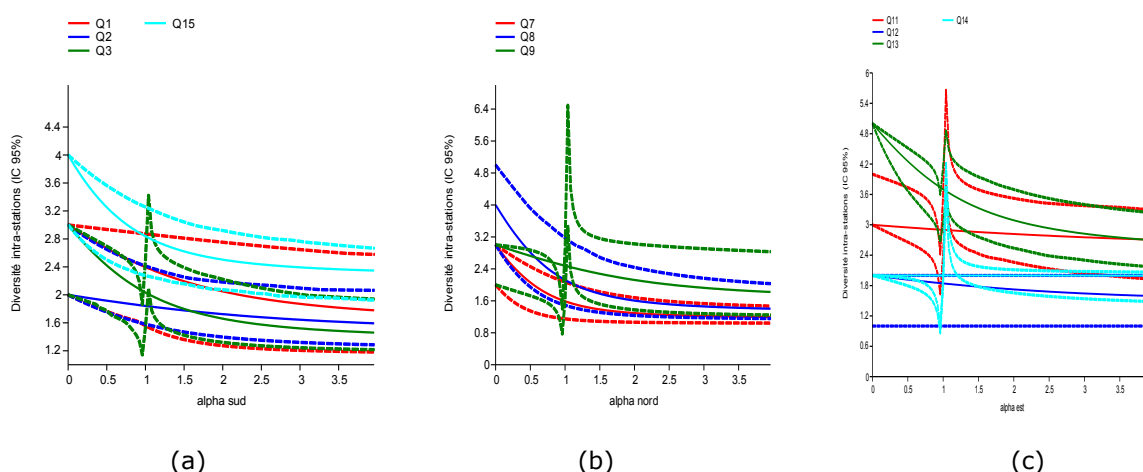 Q1 Q15
Q2
Q3
Diversité intra-stations (IC 95%)
4.4
4
3.6
3.2
2.8
2.4
2
1.6
1.2
0 0.5 1 1.5 2 2.5 3 3.5
alpha sud
(a)
Q7
Q8
Q9
Diversité intra-stations (IC 95%)
6.4
5.6
4.8
4
3.2
2.4
1.6
0.8
0
0 0.5 1 1.5 2 2.5 3 3.5
alpha nord
(b)
Q11 Q14
Q12
Q13
Diversité intra-stations (IC 95%)
6
5.4
4.8
4.2
3.6
3
2.4
1.8
1.2
0.6
0
0 0.5 1 1.5 2 2.5 3 3.5
alpha est
(c)